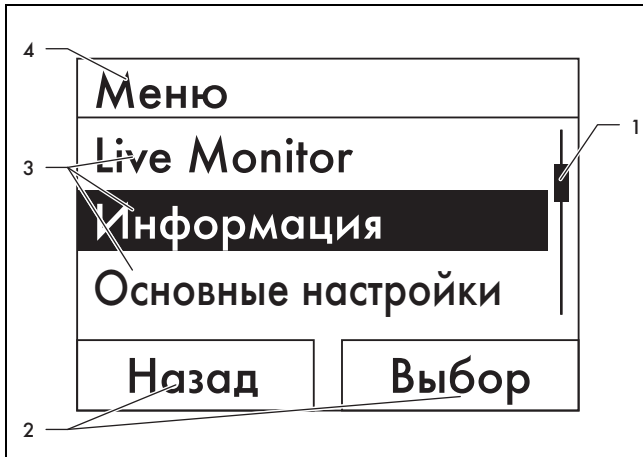 4
Меню
1
Live Monitor
3
Информация
Основные настройки
Назад Выбор
2